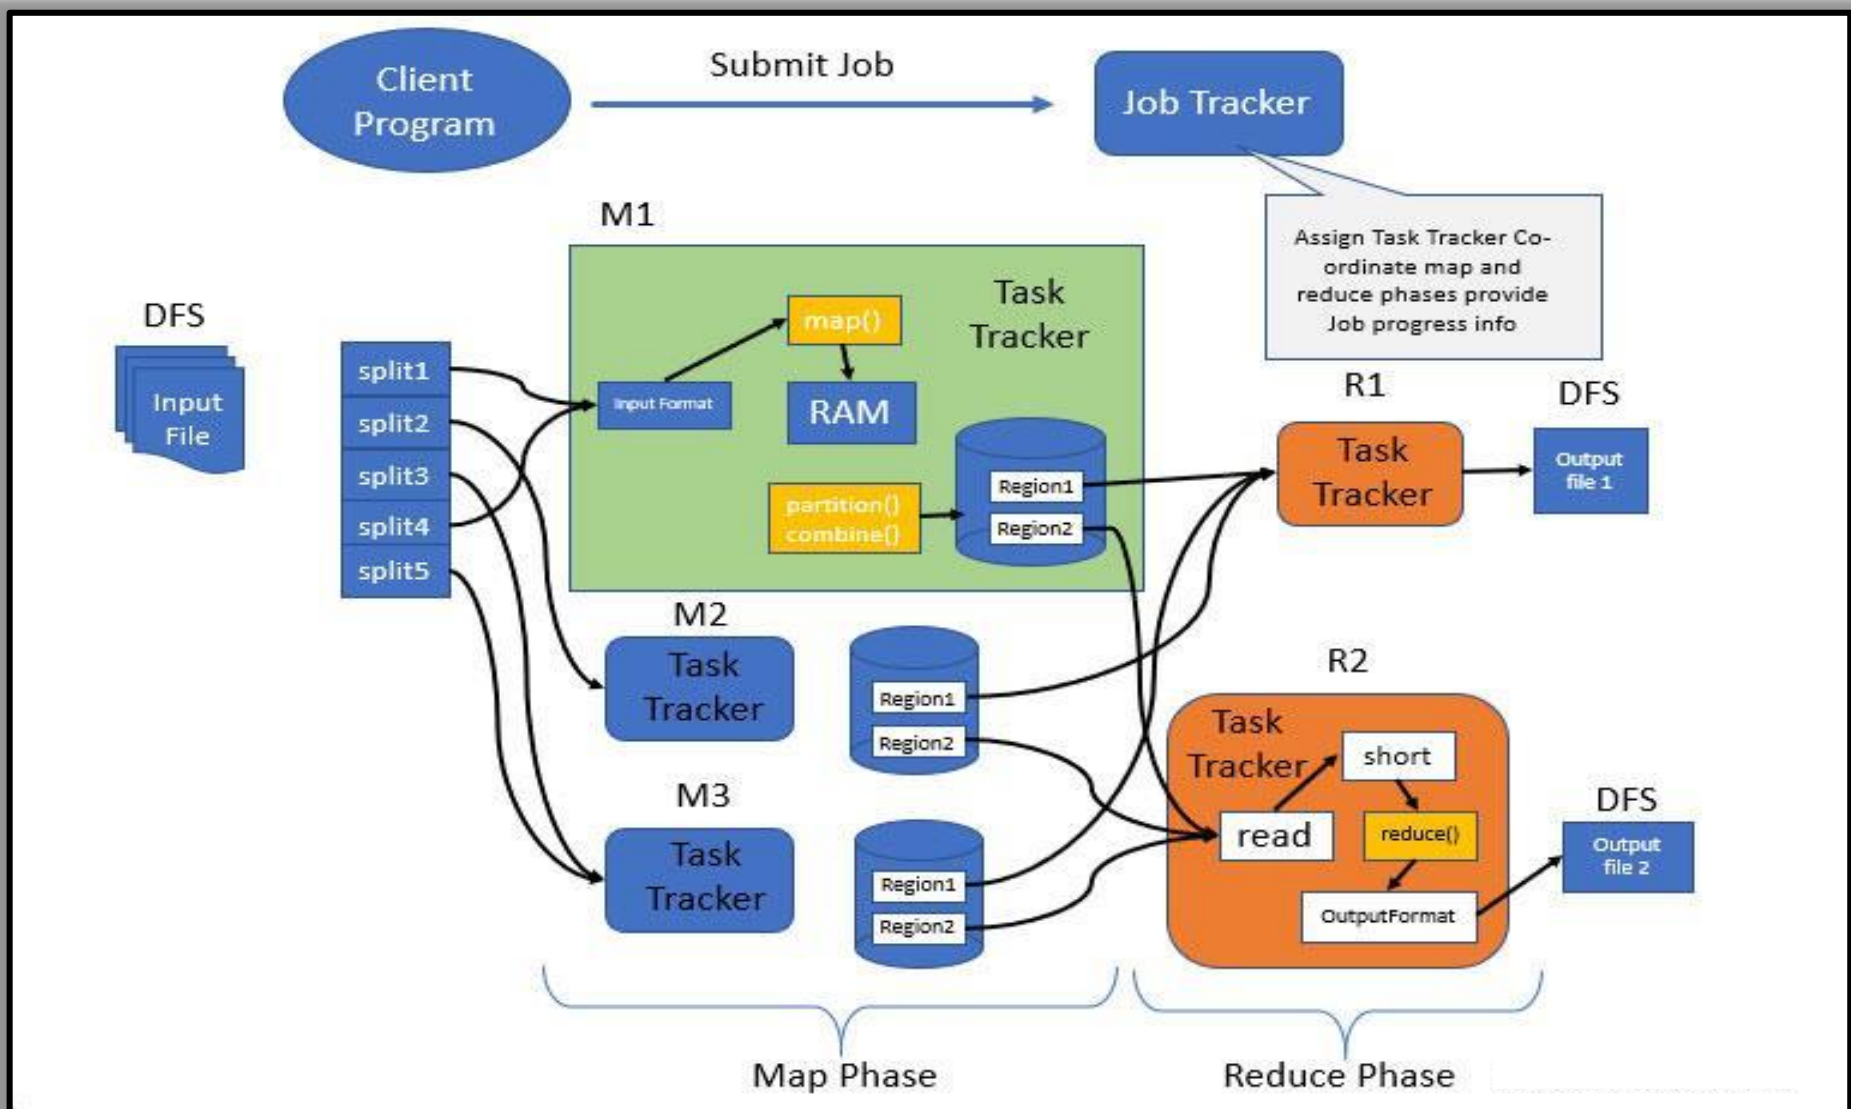 Client
Program
Submit Job
Job Tracker
Assign Task Tracker Co-
ordinate map and
reduce phases provide
Job progress info
DFS
Input
File
split1
split2
split3
split4
split5
M1
Task
Tracker
map()
Input Format
RAM
partition()
combine()
Region1
Region2
M2
Task
Tracker
Region1
Region2
M3
Task
Tracker
Region1
Region2
R1
Task
Tracker
DFS
Output
file 1
R2
Task
Tracker
short
read
reduce()
OutputFormat
DFS
Output
file 2
Map Phase
Reduce Phase